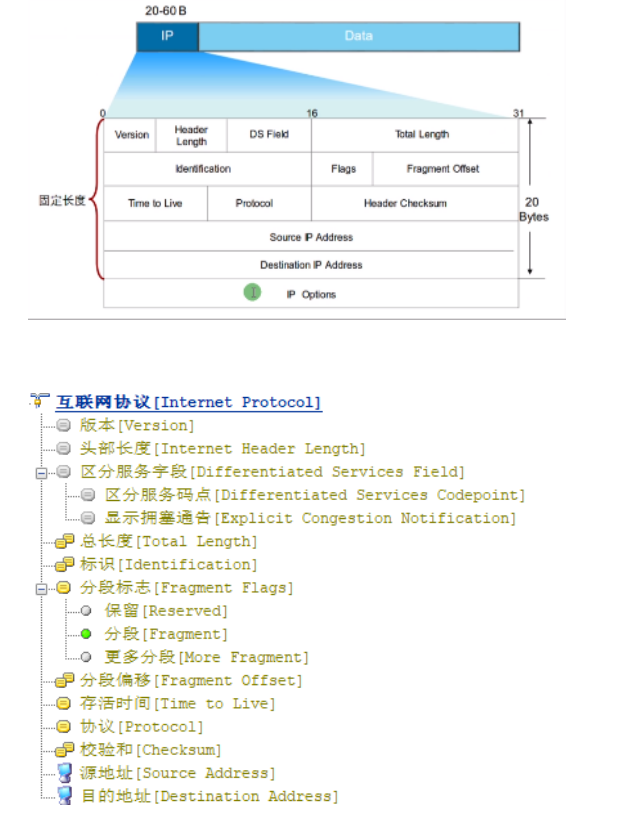 20-60 B
IP Data
0 16 31
Version Header Length DS Field Total Length
Identification Flags Fragment Offset
固定长度 Time to Live Protocol Header Checksum 20 Bytes
Source IP Address
Destination IP Address
IP Options
互联网协议[Internet Protocol]
版本[Version]
头部长度[Internet Header Length]
区分服务字段[Differentiated Services Field]
区分服务码点[Differentiated Services Codepoint]
显示拥塞通告[Explicit Congestion Notification]
总长度[Total Length]
标识[Identification]
分段标志[Fragment Flags]
保留[Reserved]
分段[Fragment]
更多分段[More Fragment]
分段偏移[Fragment Offset]
存活时间[Time to Live]
协议[Protocol]
校验和[Checksum]
源地址[Source Address]
目的地址[Destination Address]